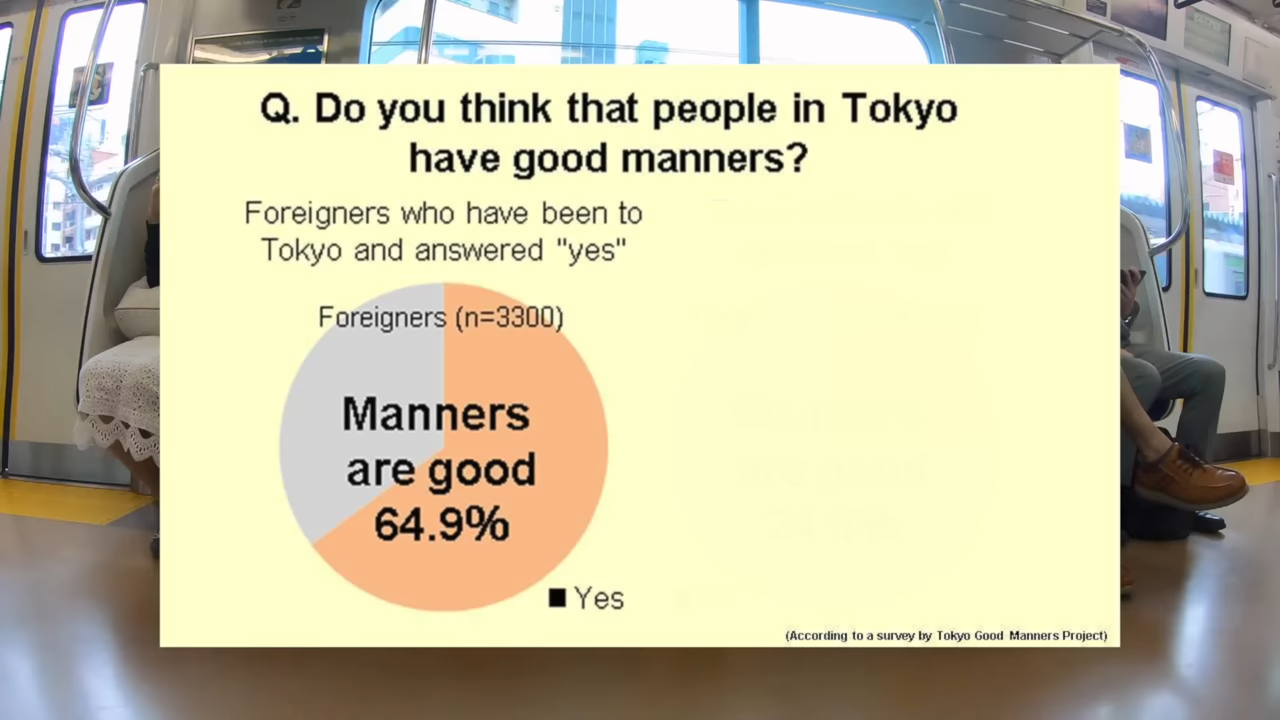 Q. Do you think that people in Tokyo
have good manners?
Foreigners who have been to
Tokyo and answered "yes"
Foreigners (n=3300)
Manners
are good
64.9%
■ Yes
(According to a survey by Tokyo Good Manners Project)